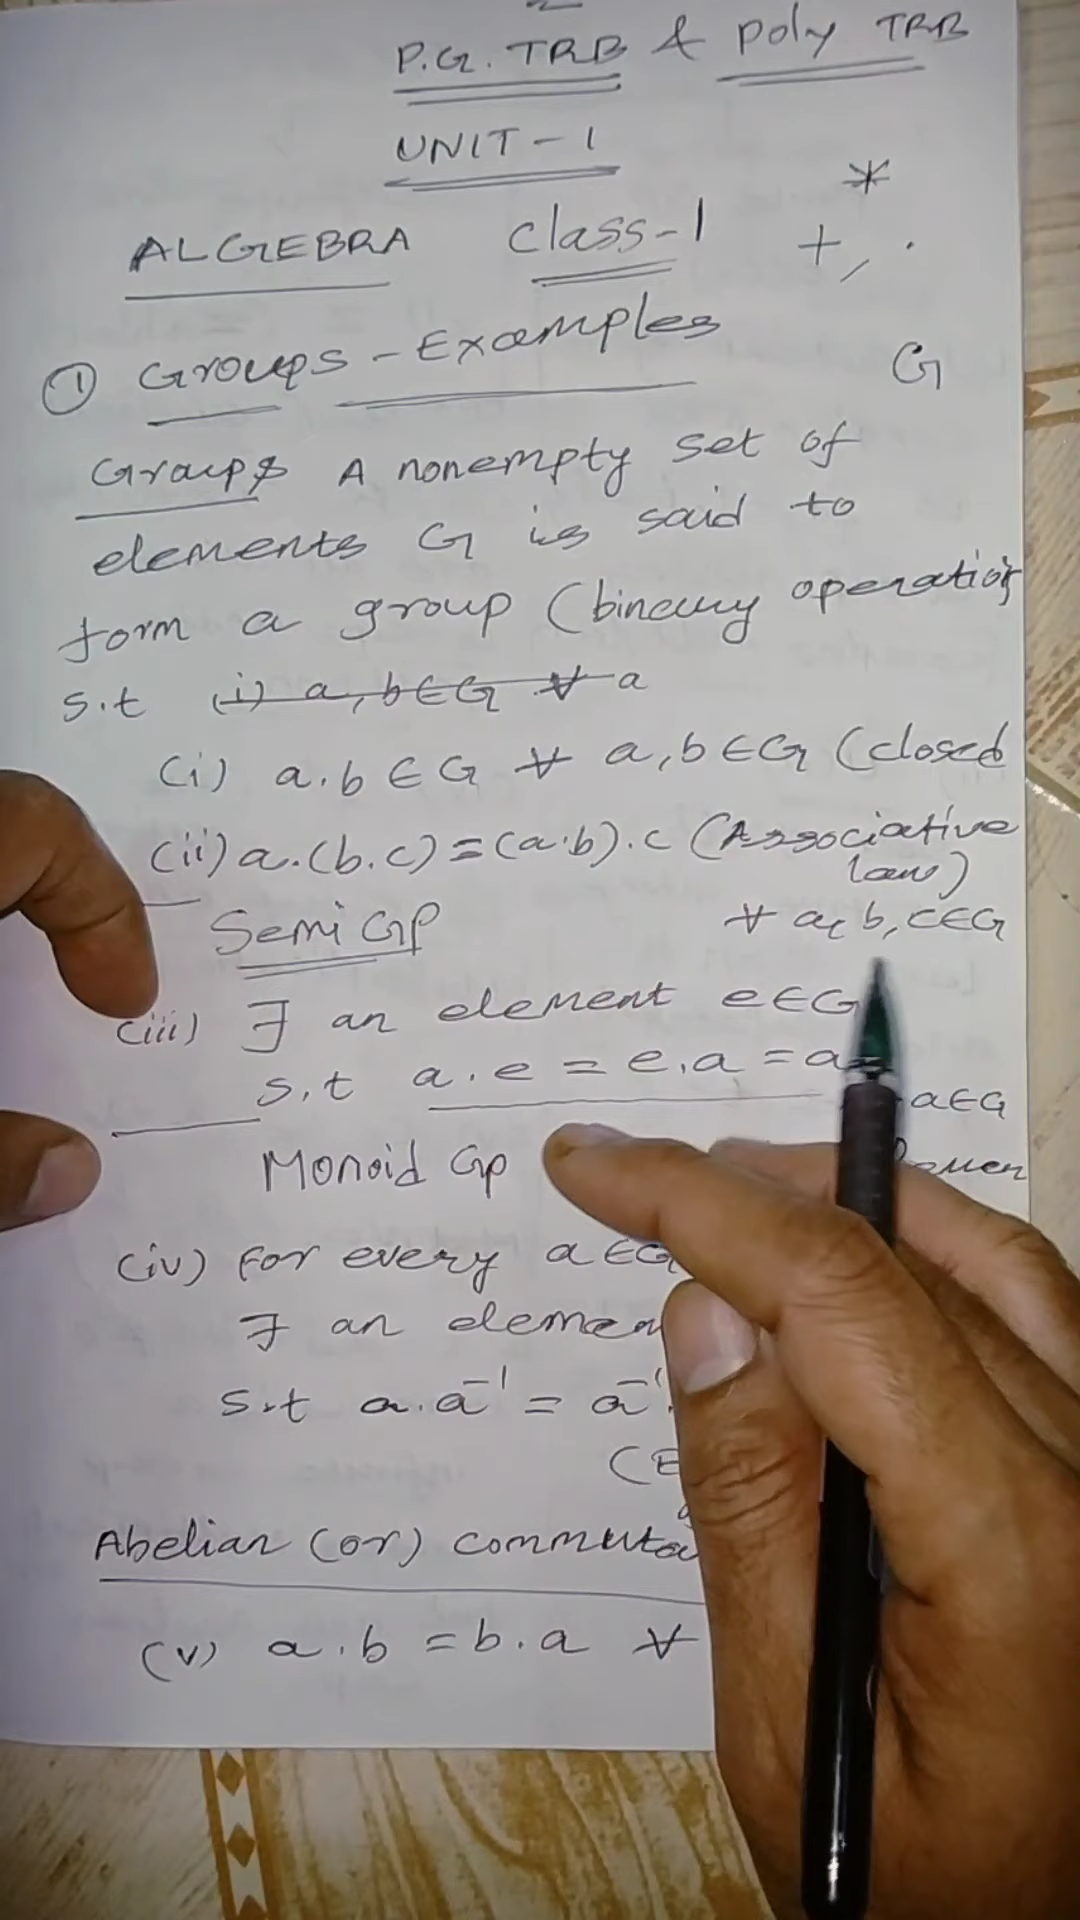 P.G. TRB & Poly TRB
UNIT - 1
*
ALGEBRA Class-1 +, .
① Groups - Examples
G
Groups A nonempty set of
elements G is said to
form a group (binary operation)
s.t (i) a, b∈G ∀ a
(i) a.b ∈ G ∀ a, b ∈G (closed
(ii) a.(b.c) = (a.b).c (Associative
law)
Semi GP ∀ a, b, c∈G
(iii) ∃ an element e∈G
s.t a.e = e.a = a
a∈G
Monoid Gp
(iv) For every a∈G
∃ an elemen
s.t a.a⁻¹ = a⁻¹.
(E
Abelian (or) commuta
(v) a.b = b.a ∀